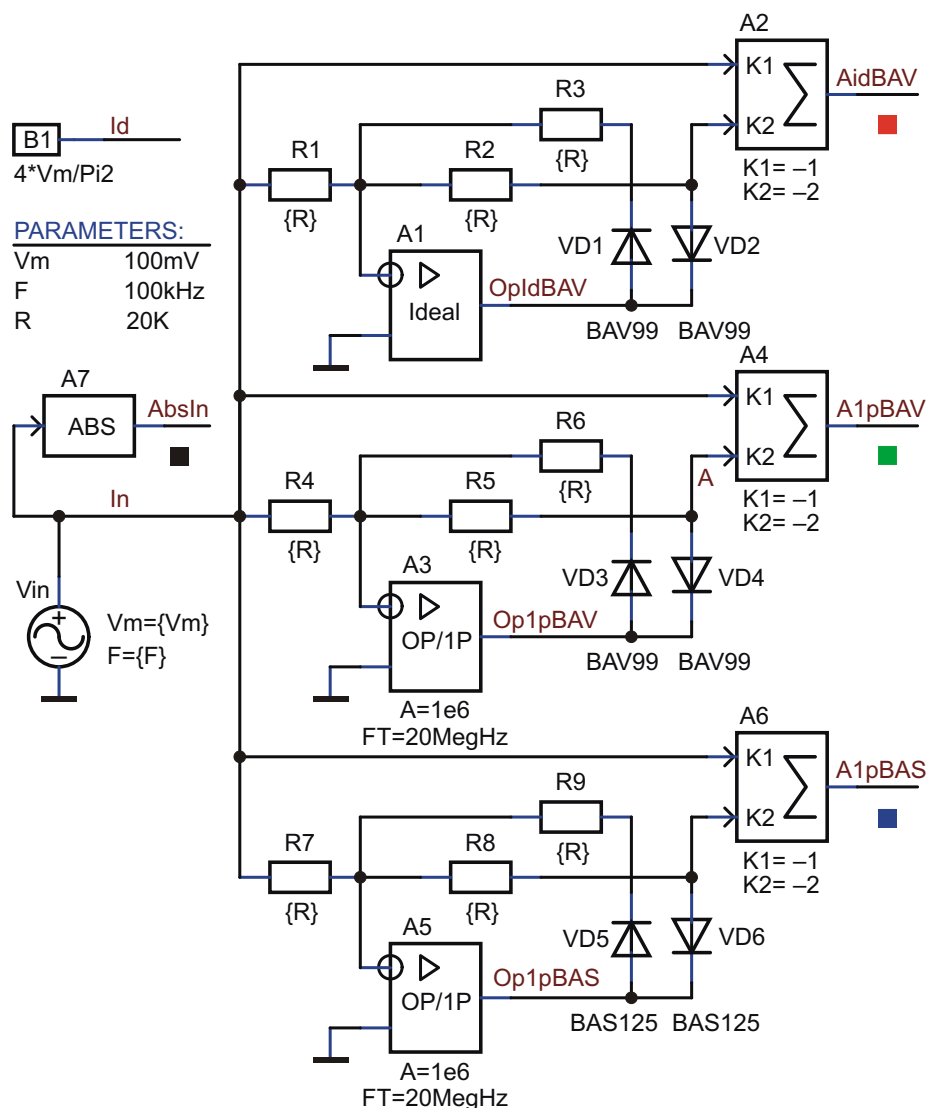 A2
K1
AidBAV
R3
B1
Id
K2
4*Vm/Pi2
R1
R2
{R}
K1= –1
K2= –2
{R}
{R}
PARAMETERS:
Vm 100mV
F 100kHz
R 20K
A1
VD1
VD2
Ideal
OpIdBAV
BAV99
BAV99
A4
A7
ABS
AbsIn
K1
A1pBAV
R6
K2
A
In
R4
R5
{R}
K1= –1
K2= –2
{R}
{R}
A3
VD3
VD4
Vin
Vm={Vm}
F={F}
OP/1P
Op1pBAV
BAV99
BAV99
A=1e6
FT=20MegHz
A6
K1
A1pBAS
R9
K2
R7
R8
{R}
K1= –1
K2= –2
{R}
{R}
A5
VD5
VD6
OP/1P
Op1pBAS
BAS125
BAS125
A=1e6
FT=20MegHz